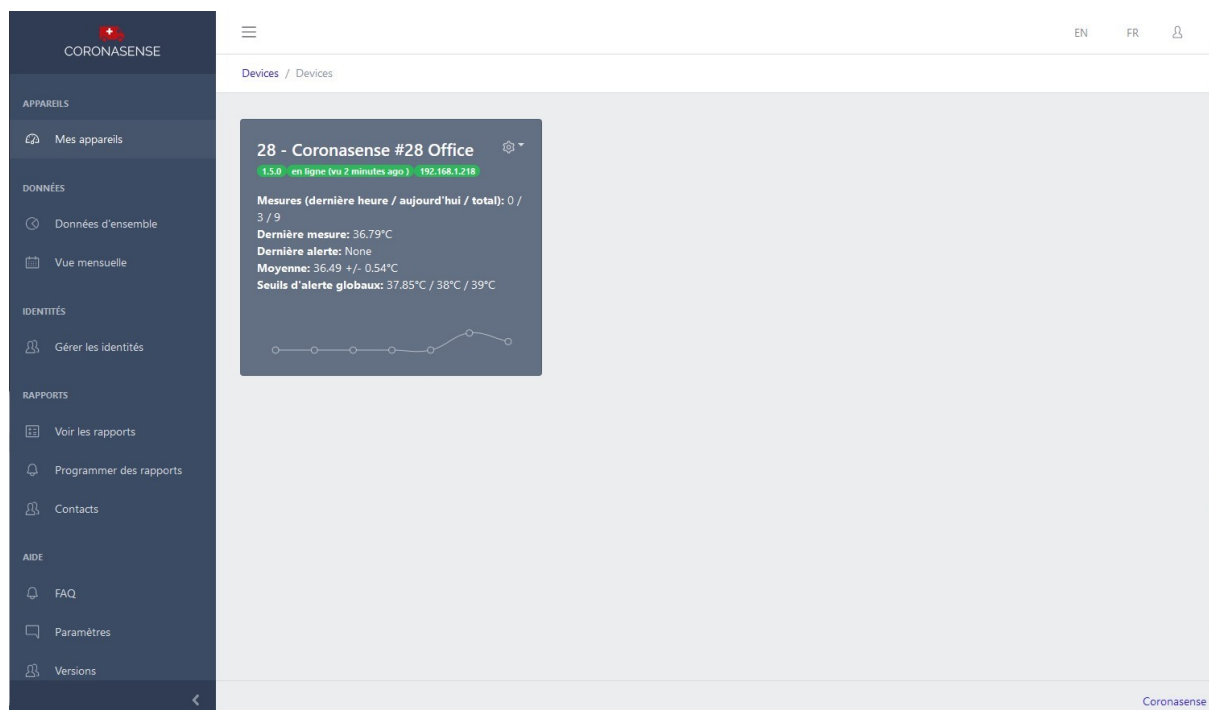 CORONASENSE
EN FR
Devices / Devices
APPAREILS
Mes appareils
DONNÉES
Données d'ensemble
Vue mensuelle
IDENTITÉS
Gérer les identités
RAPPORTS
Voir les rapports
Programmer des rapports
Contacts
AIDE
FAQ
Paramètres
Versions
28 - Coronasense #28 Office
1.5.0 en ligne (vu 2 minutes ago ) 192.168.1.218
Mesures (dernière heure / aujourd'hui / total): 0 /
3 / 9
Dernière mesure: 36.79°C
Dernière alerte: None
Moyenne: 36.49 +/- 0.54°C
Seuils d'alerte globaux: 37.85°C / 38°C / 39°C
Coronasense